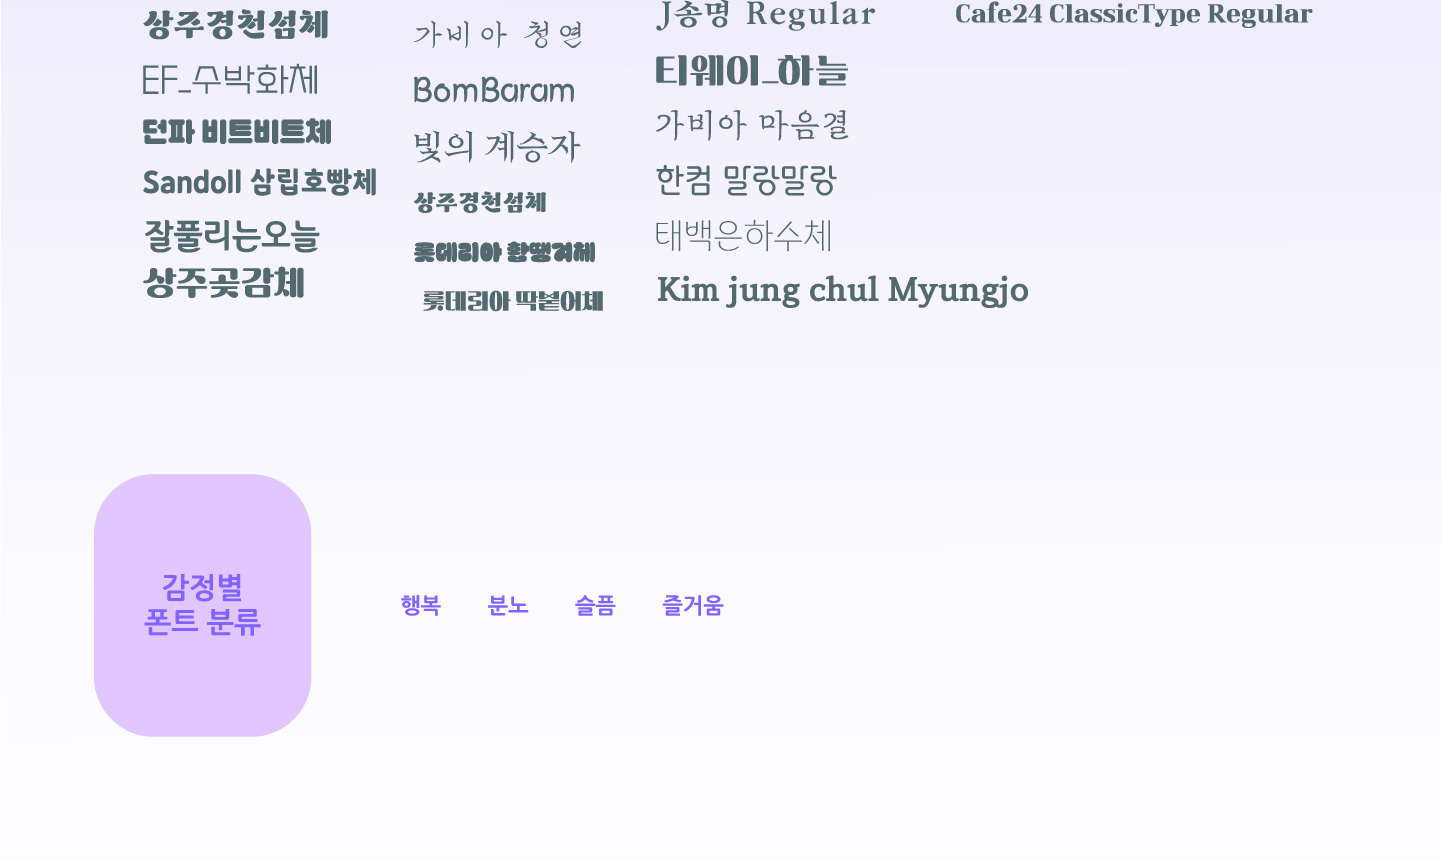 상주경천섬체
EF_수박화체
던파 비트비트체
Sandoll 삼립호빵체
잘풀리는오늘
상주곶감체
가비아 청연
BomBaram
빛의 계승자
상주경천섬체
롯데리아 찹땡겨체
롯데리아 딱붙어체
J송명 Regular
티웨이_하늘
가비아 마음결
한컴 말랑말랑
태백은하수체
Kim jung chul Myungjo
Cafe24 ClassicType Regular
감정별
폰트 분류
행복 분노 슬픔 즐거움